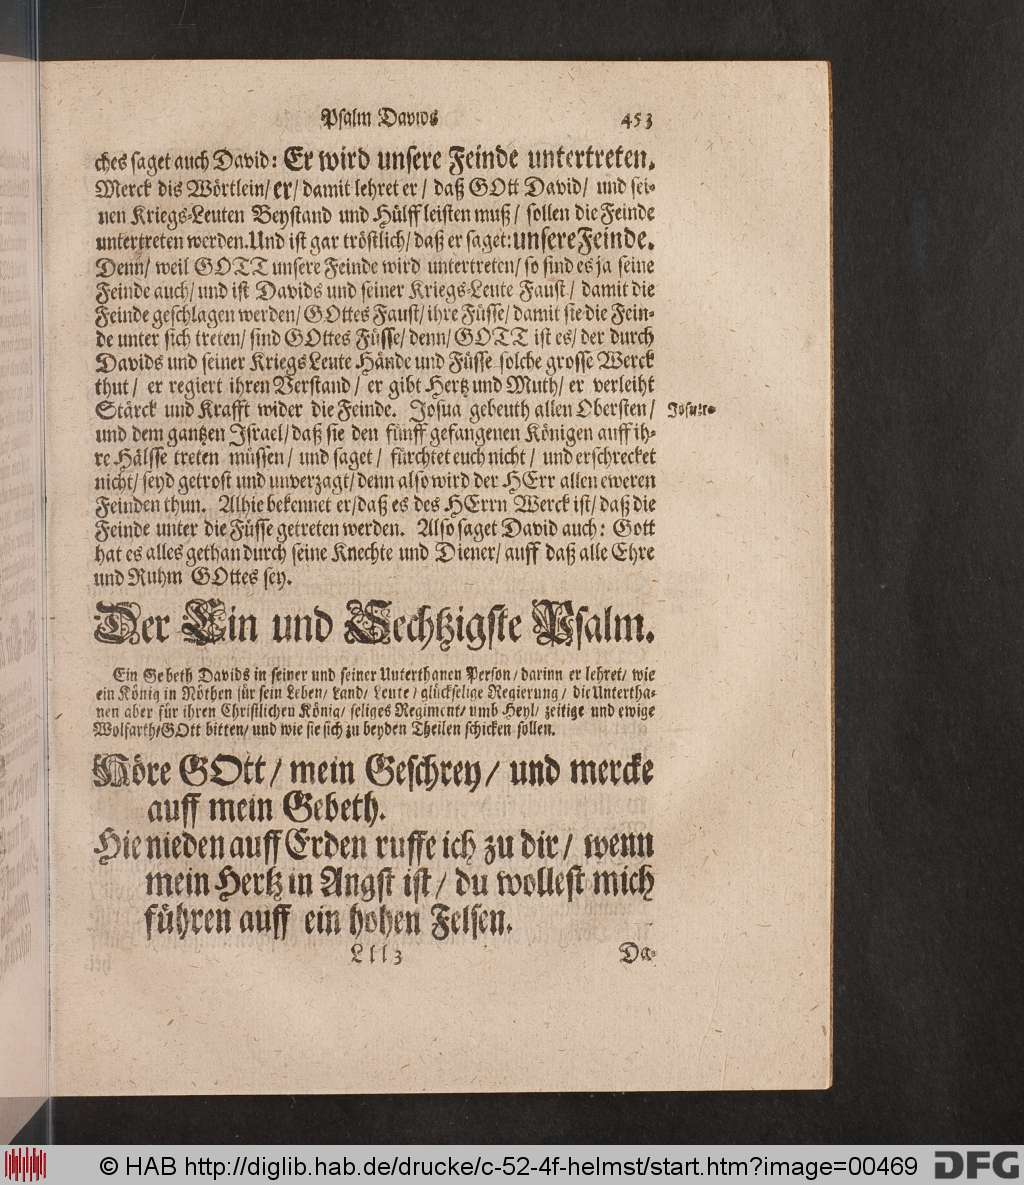 Psalm Davids 453
ches saget auch David: Er wird unsere Feinde untertreten.
Merck dis Wörtlein/ er/ damit lehret er/ daß GOtt David/ und sei-
nen Kriegs-Leuten Beystand und Hülff leisten muß/ sollen die Feinde
untertreten werden. Und ist gar tröstlich/ daß er saget: unsere Feinde.
Denn/ weil GOTT unsere Feinde wird untertreten/ so sind es ja seine
Feinde auch/ und ist Davids und seiner Kriegs-Leute Faust/ damit die
Feinde geschlagen werden/ GOttes Faust/ ihre Füsse/ damit sie die Fein-
de unter sich treten/ sind GOttes Füsse/ denn/ GOTT ist es/ der durch
Davids und seiner Kriegs Leute Hände und Füsse solche grosse Werck
thut/ er regiert ihren Verstand/ er gibt Hertz und Muth/ er verleiht
Stärck und Krafft wider die Feinde. Josua gebeuth allen Obersten/
und dem gantzen Israel/ daß sie den fünff gefangenen Königen auff ih-
re Hälsse treten müssen/ und saget/ fürchtet euch nicht/ und erschrecket
nicht/ seyd getrost und unverzagt/ denn also wird der HErr allen eweren
Feinden thun. Alhie bekennet er/ daß es des HErrn Werck ist/ daß die
Feinde unter die Füsse getreten werden. Also saget David auch: Gott
hat es alles gethan durch seine Knechte und Diener/ auff daß alle Ehre
und Ruhm GOttes sey.
Der Ein und Sechtzigste Psalm.
Ein Gebeth Davids in seiner und seiner Unterthanen Person/ darinn er lehret/ wie
ein König in Nöthen für sein Leben/ Land/ Leute/ glückselige Regierung/ die Untertha-
nen aber für ihren Christlichen König/ seliges Regiment/ umb Heyl/ zeitige und ewige
Wolfarth/ GOtt bitten/ und wie sie sich zu beyden Theilen schicken sollen.
Höre GOtt/ mein Geschrey/ und mercke
auff mein Gebeth.
Hie nieden auff Erden ruffe ich zu dir/ wenn
mein Hertz in Angst ist/ du wollest mich
führen auff ein hohen Felsen.
Lll 3 Da-
© HAB http://diglib.hab.de/drucke/c-52-4f-helmst/start.htm?image=00469 DFG